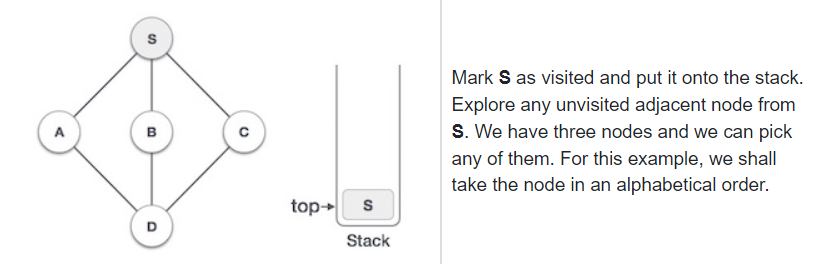 S
A
B
C
D
top→
S
Stack
Mark S as visited and put it onto the stack.
Explore any unvisited adjacent node from
S. We have three nodes and we can pick
any of them. For this example, we shall
take the node in an alphabetical order.